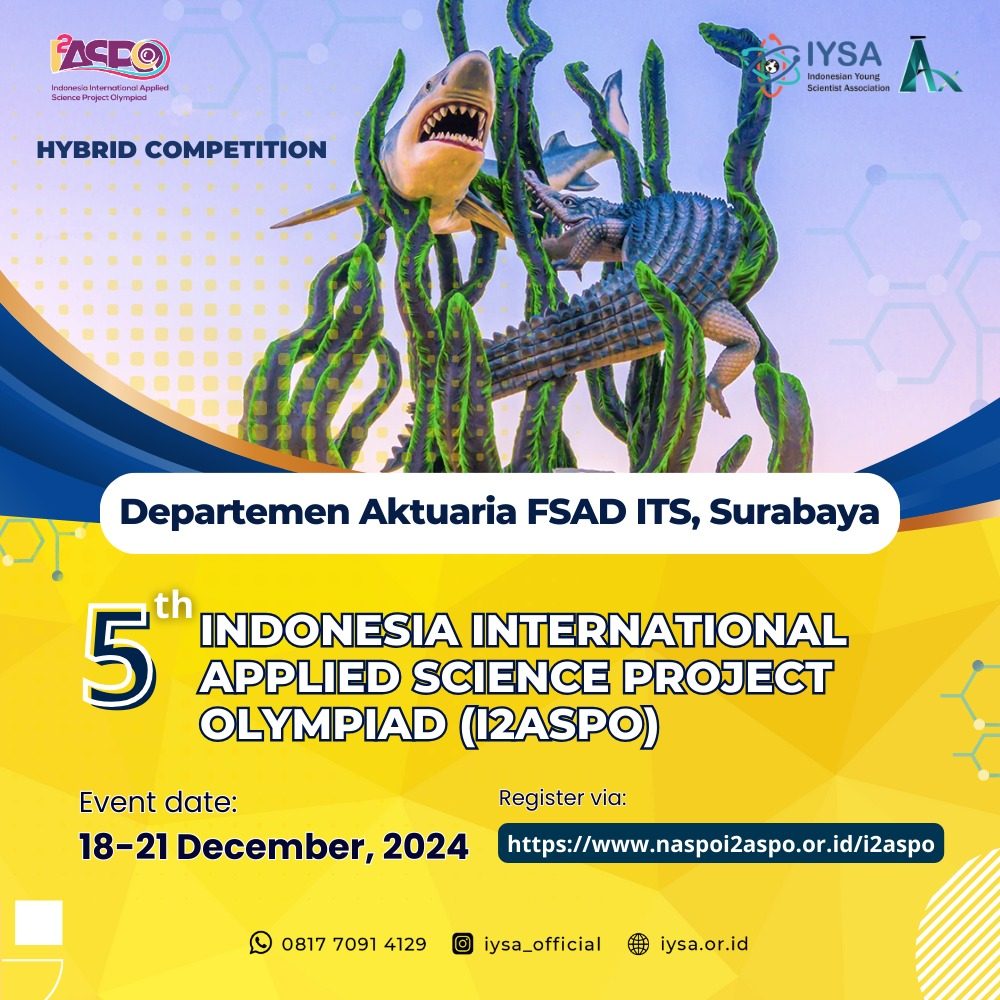 I2ASPO
Indonesia International Applied
Science Project Olympiad
IYSA
Indonesian Young
Scientist Association
HYBRID COMPETITION
Departemen Aktuaria FSAD ITS, Surabaya
5th
INDONESIA INTERNATIONAL
APPLIED SCIENCE PROJECT
OLYMPIAD (I2ASPO)
Event date:
18-21 December, 2024
Register via:
https://www.naspoi2aspo.or.id/i2aspo
0817 7091 4129
iysa_official
iysa.or.id